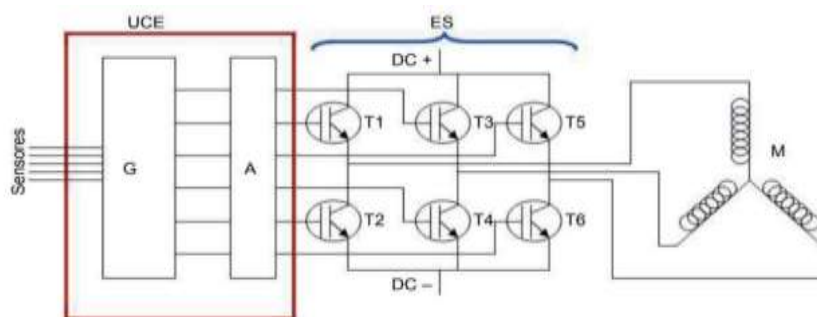 UCE
ES
DC +
T1
T3
T5
Sensores
G
A
M
T2
T4
T6
DC –